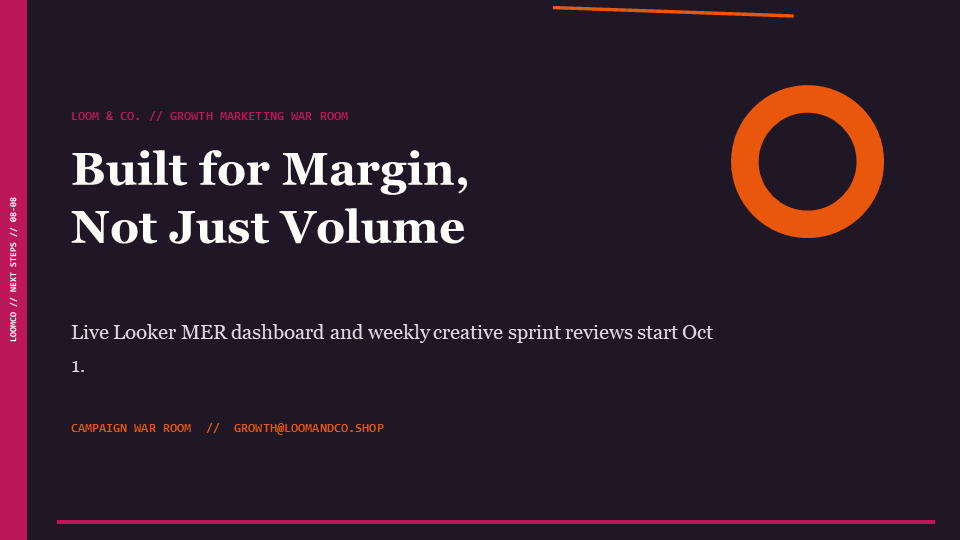 LOOM & CO. // GROWTH MARKETING WAR ROOM
Built for Margin,
Not Just Volume
Live Looker MER dashboard and weekly creative sprint reviews start Oct
1.
CAMPAIGN WAR ROOM // GROWTH@LOOMANDCO.SHOP
LOOMCO // NEXT STEPS // 08-08